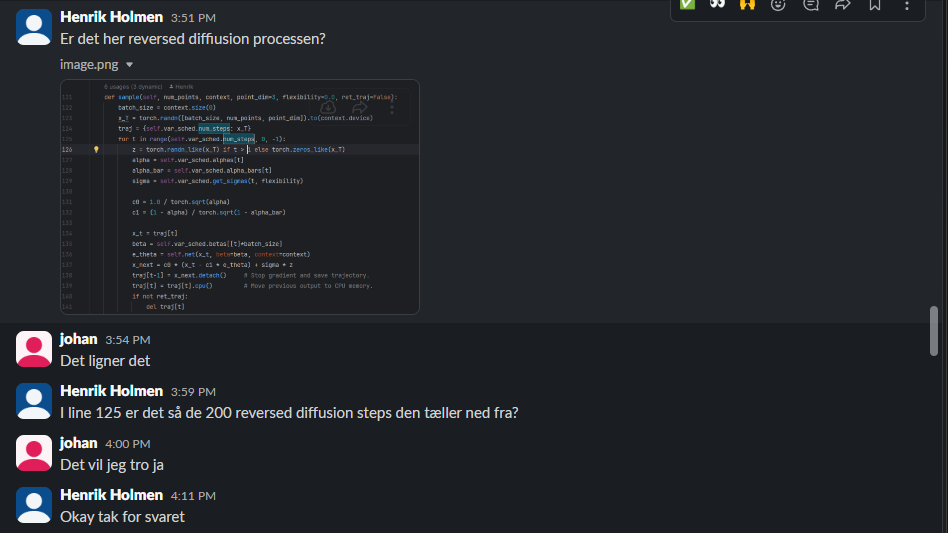 Henrik Holmen 3:51 PM
Er det her reversed diffiusion processen?
image.png
6 usages (3 dynamic) Henrik
121 def sample(self, num_points, context, point_dim=3, flexibility=0.0, ret_traj=False):
122 batch_size = context.size(0)
123 x_T = torch.randn([batch_size, num_points, point_dim]).to(context.device)
124 traj = {self.var_sched.num_steps: x_T}
125 for t in range(self.var_sched.num_steps, 0, -1):
126 z = torch.randn_like(x_T) if t > 1 else torch.zeros_like(x_T)
127 alpha = self.var_sched.alphas[t]
128 alpha_bar = self.var_sched.alpha_bars[t]
129 sigma = self.var_sched.get_sigmas(t, flexibility)
130
131 c0 = 1.0 / torch.sqrt(alpha)
132 c1 = (1 - alpha) / torch.sqrt(1 - alpha_bar)
133
134 x_t = traj[t]
135 beta = self.var_sched.betas[[t]*batch_size]
136 e_theta = self.net(x_t, beta=beta, context=context)
137 x_next = c0 * (x_t - c1 * e_theta) + sigma * z
138 traj[t-1] = x_next.detach() # Stop gradient and save trajectory.
139 traj[t] = traj[t].cpu() # Move previous output to CPU memory.
140 if not ret_traj:
141 del traj[t]
johan 3:54 PM
Det ligner det
Henrik Holmen 3:59 PM
I line 125 er det så de 200 reversed diffusion steps den tæller ned fra?
johan 4:00 PM
Det vil jeg tro ja
Henrik Holmen 4:11 PM
Okay tak for svaret